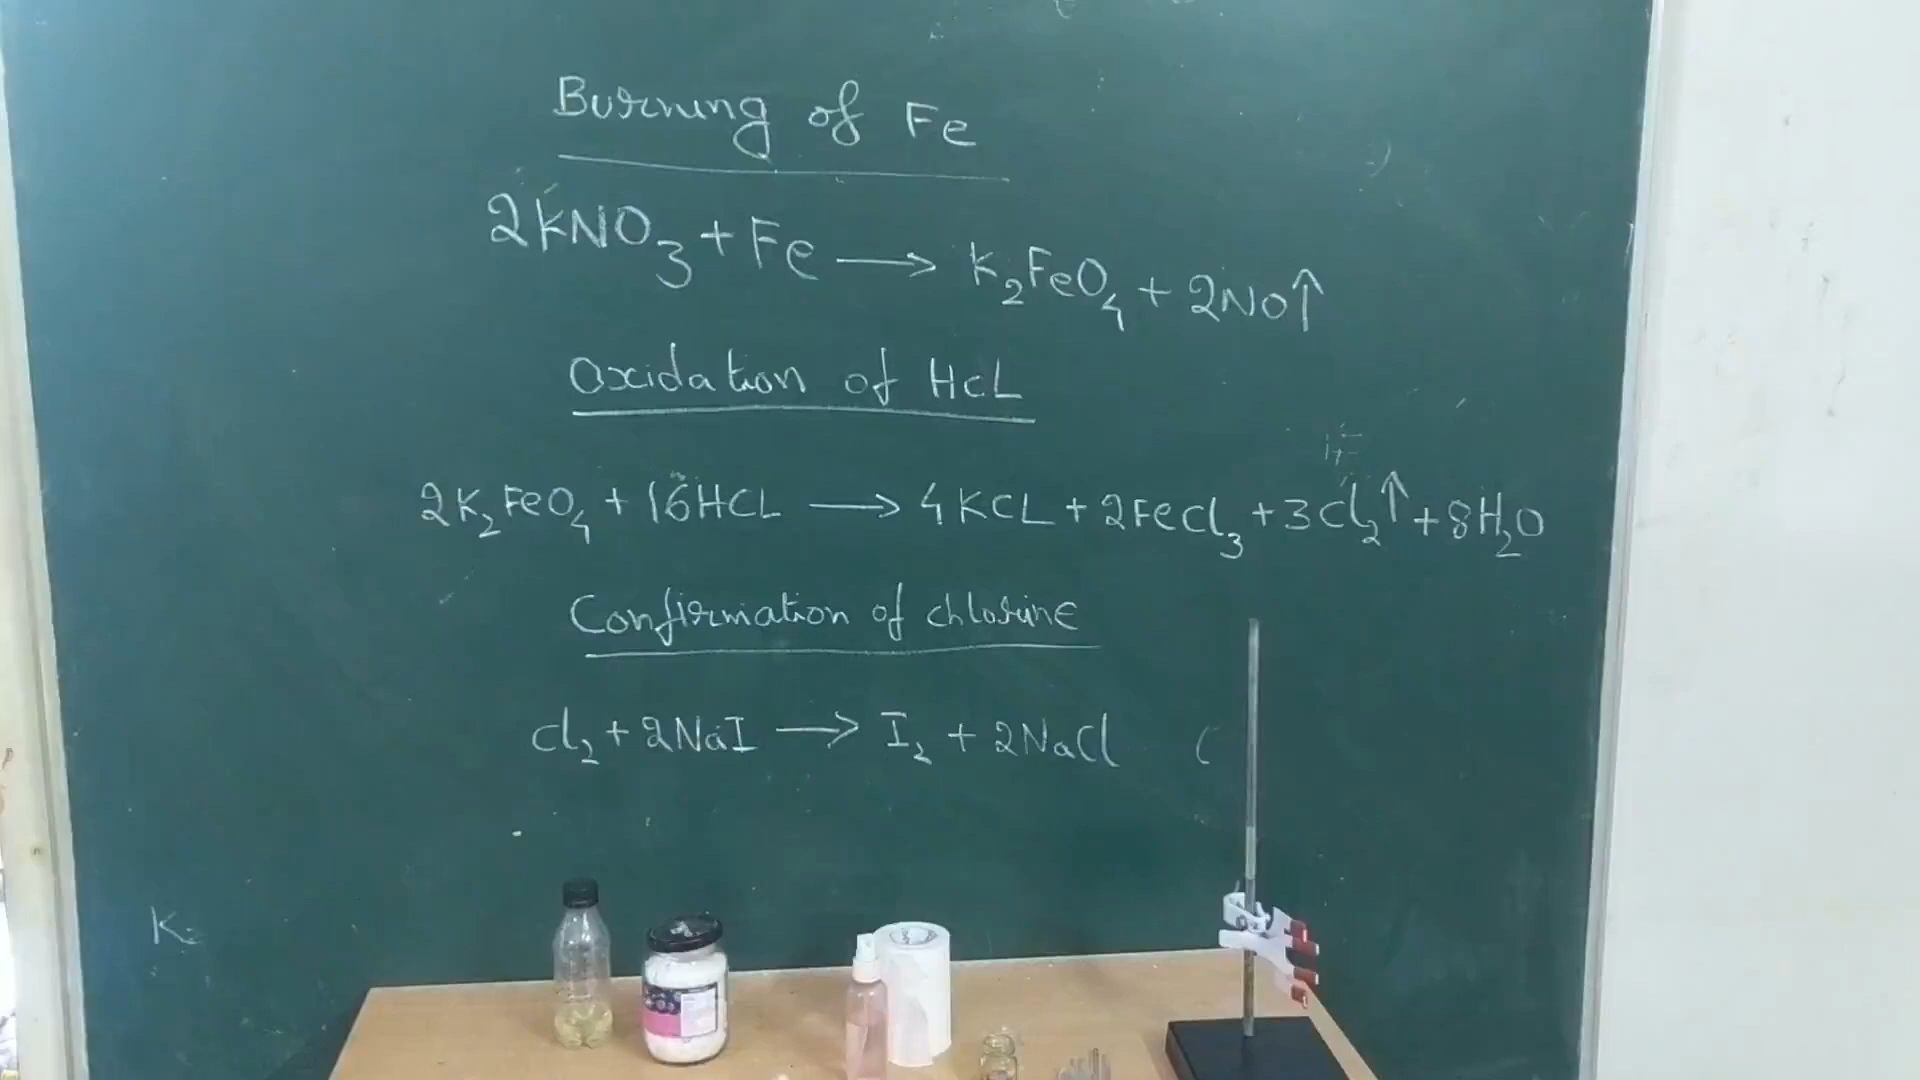 Burning of Fe
2KNO₃ + Fe ⟶ K₂FeO₄ + 2NO↑
Oxidation of HCL
2K₂FeO₄ + 16HCL ⟶ 4KCL + 2FeCl₃ + 3Cl₂↑ + 8H₂O
Confirmation of chlorine
Cl₂ + 2NaI ⟶ I₂ + 2NaCl (
K